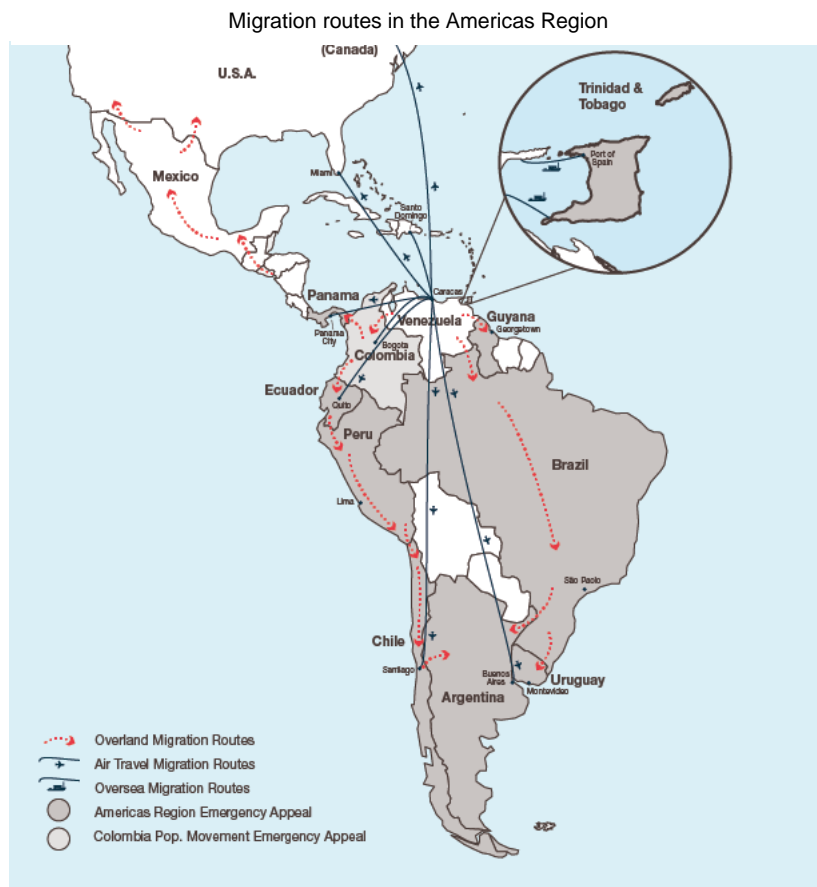 Migration routes in the Americas Region
(Canada)
U.S.A.
Trinidad &
Tobago
Port of
Spain
Miami
Mexico
Santo
Domingo
Caracas
Panama
Panama
City
Venezuela
Guyana
Georgetown
Bogota
Colombia
Ecuador
Quito
Peru
Brazil
Lima
São Paolo
Chile
Santiago
Buenos
Aires
Uruguay
Montevideo
Argentina
Overland Migration Routes
Air Travel Migration Routes
Oversea Migration Routes
Americas Region Emergency Appeal
Colombia Pop. Movement Emergency Appeal